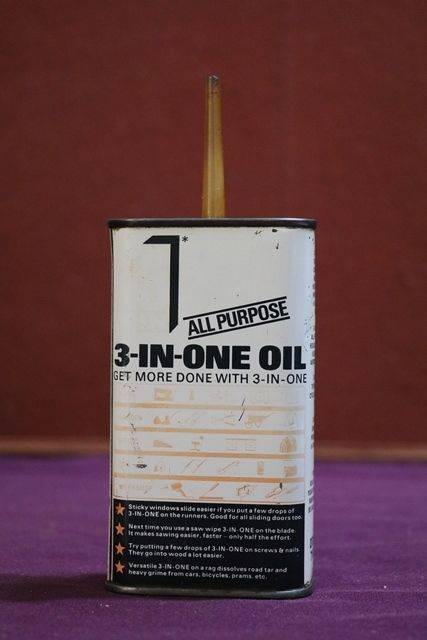 1*
ALL PURPOSE
3-IN-ONE OIL
GET MORE DONE WITH 3-IN-ONE
Sticky windows slide easier if you put a few drops of
3-IN-ONE on the runners. Good for all sliding doors too.
Next time you use a saw wipe 3-IN-ONE on the blade.
It makes sawing easier, faster - only half the effort.
Try putting a few drops of 3-IN-ONE on screws & nails.
They go into wood a lot easier.
Versatile 3-IN-ONE on a rag dissolves road tar and
heavy grime from cars, bicycles, prams, etc.